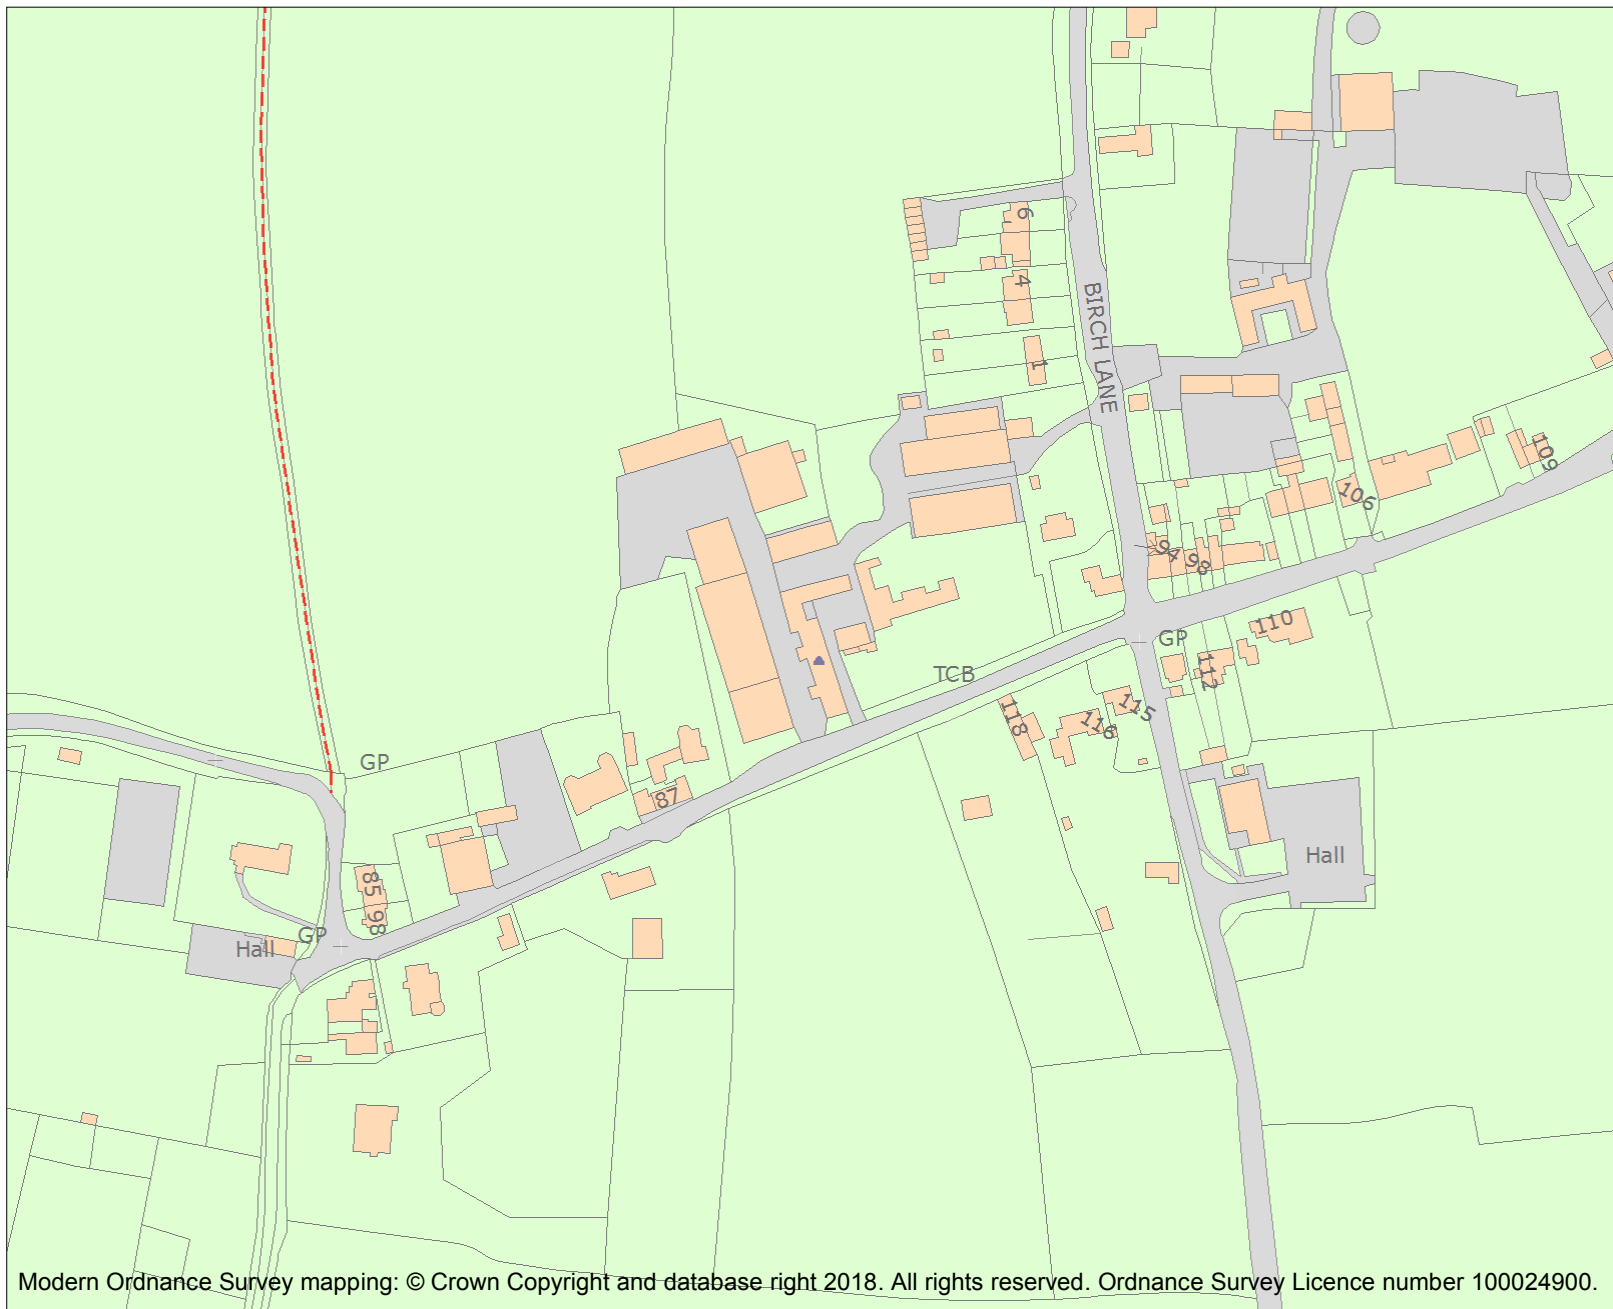 6
4
BIRCH LANE
1
109
106
94
98
110
GP
112
TCB
118
116
115
GP
87
85
98
Hall
GP
Hall
Modern Ordnance Survey mapping: © Crown Copyright and database right 2018. All rights reserved. Ordnance Survey Licence number 100024900.